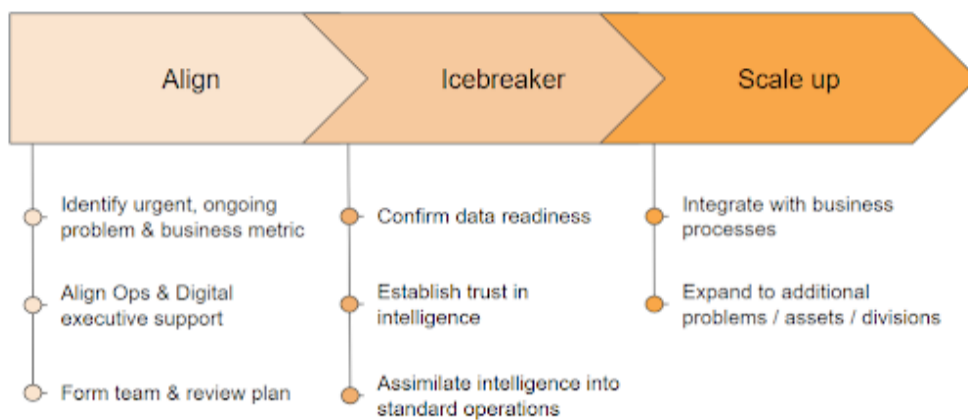 Align
Icebreaker
Scale up
Identify urgent, ongoing
problem & business metric
Align Ops & Digital
executive support
Form team & review plan
Confirm data readiness
Establish trust in
intelligence
Assimilate intelligence into
standard operations
Integrate with business
processes
Expand to additional
problems / assets / divisions